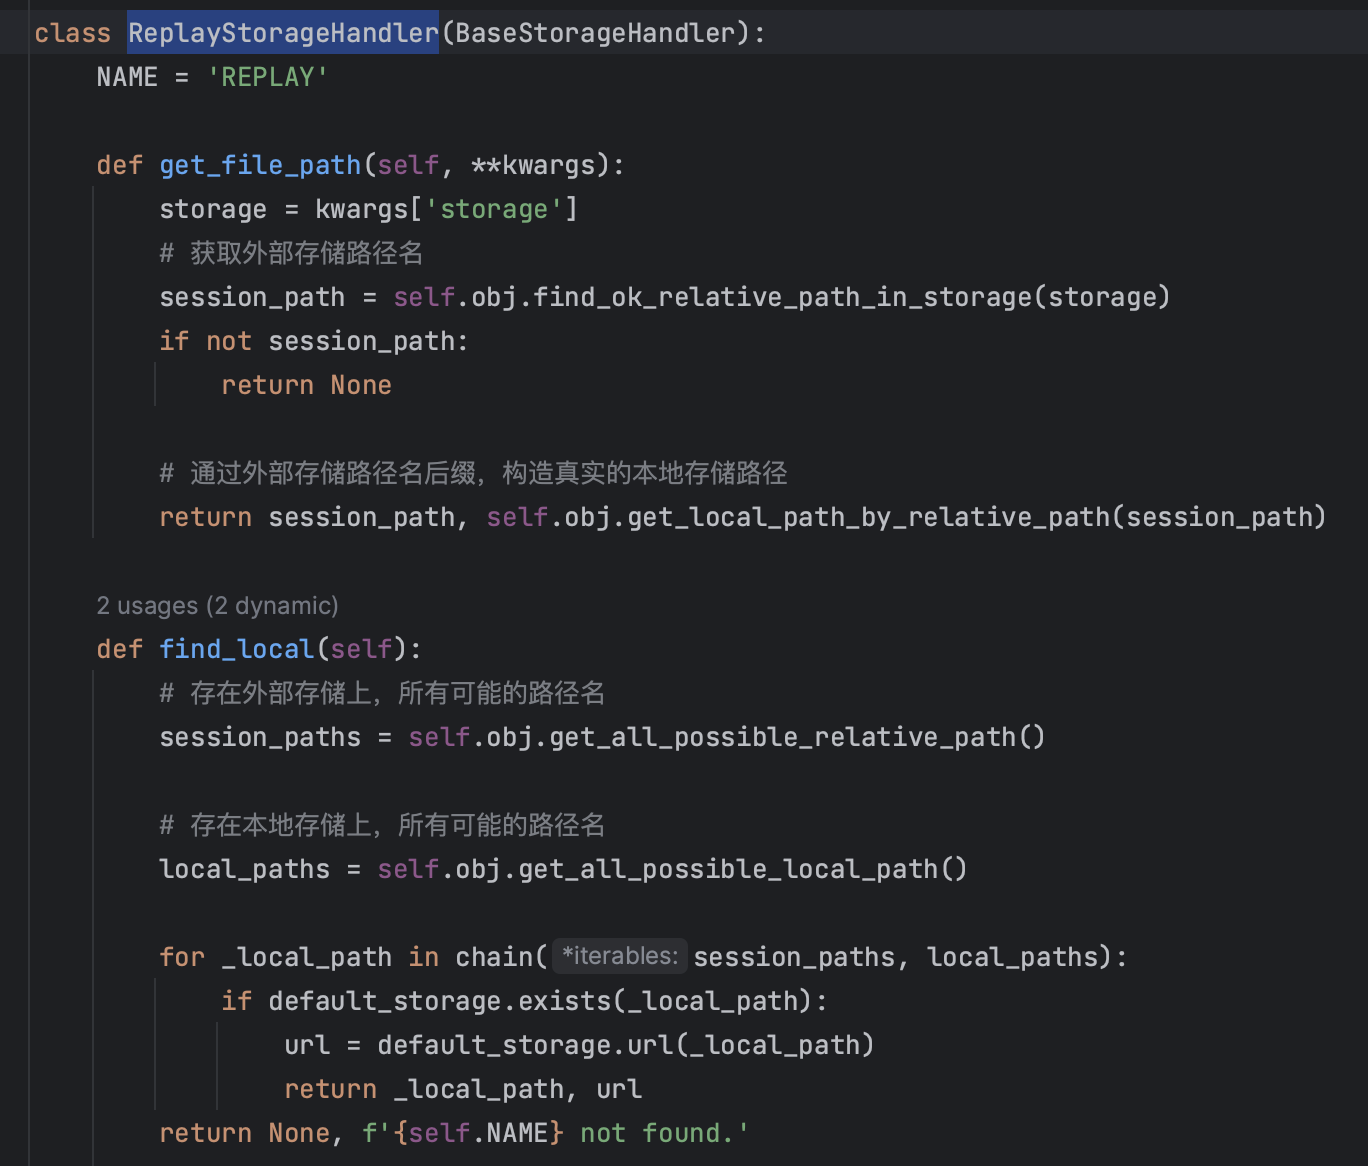 class ReplayStorageHandler(BaseStorageHandler):
    NAME = 'REPLAY'

    def get_file_path(self, **kwargs):
        storage = kwargs['storage']
        # 获取外部存储路径名
        session_path = self.obj.find_ok_relative_path_in_storage(storage)
        if not session_path:
            return None

        # 通过外部存储路径名后缀，构造真实的本地存储路径
        return session_path, self.obj.get_local_path_by_relative_path(session_path)

    2 usages (2 dynamic)
    def find_local(self):
        # 存在外部存储上，所有可能的路径名
        session_paths = self.obj.get_all_possible_relative_path()

        # 存在本地存储上，所有可能的路径名
        local_paths = self.obj.get_all_possible_local_path()

        for _local_path in chain( *iterables: session_paths, local_paths):
            if default_storage.exists(_local_path):
                url = default_storage.url(_local_path)
                return _local_path, url
        return None, f'{self.NAME} not found.'